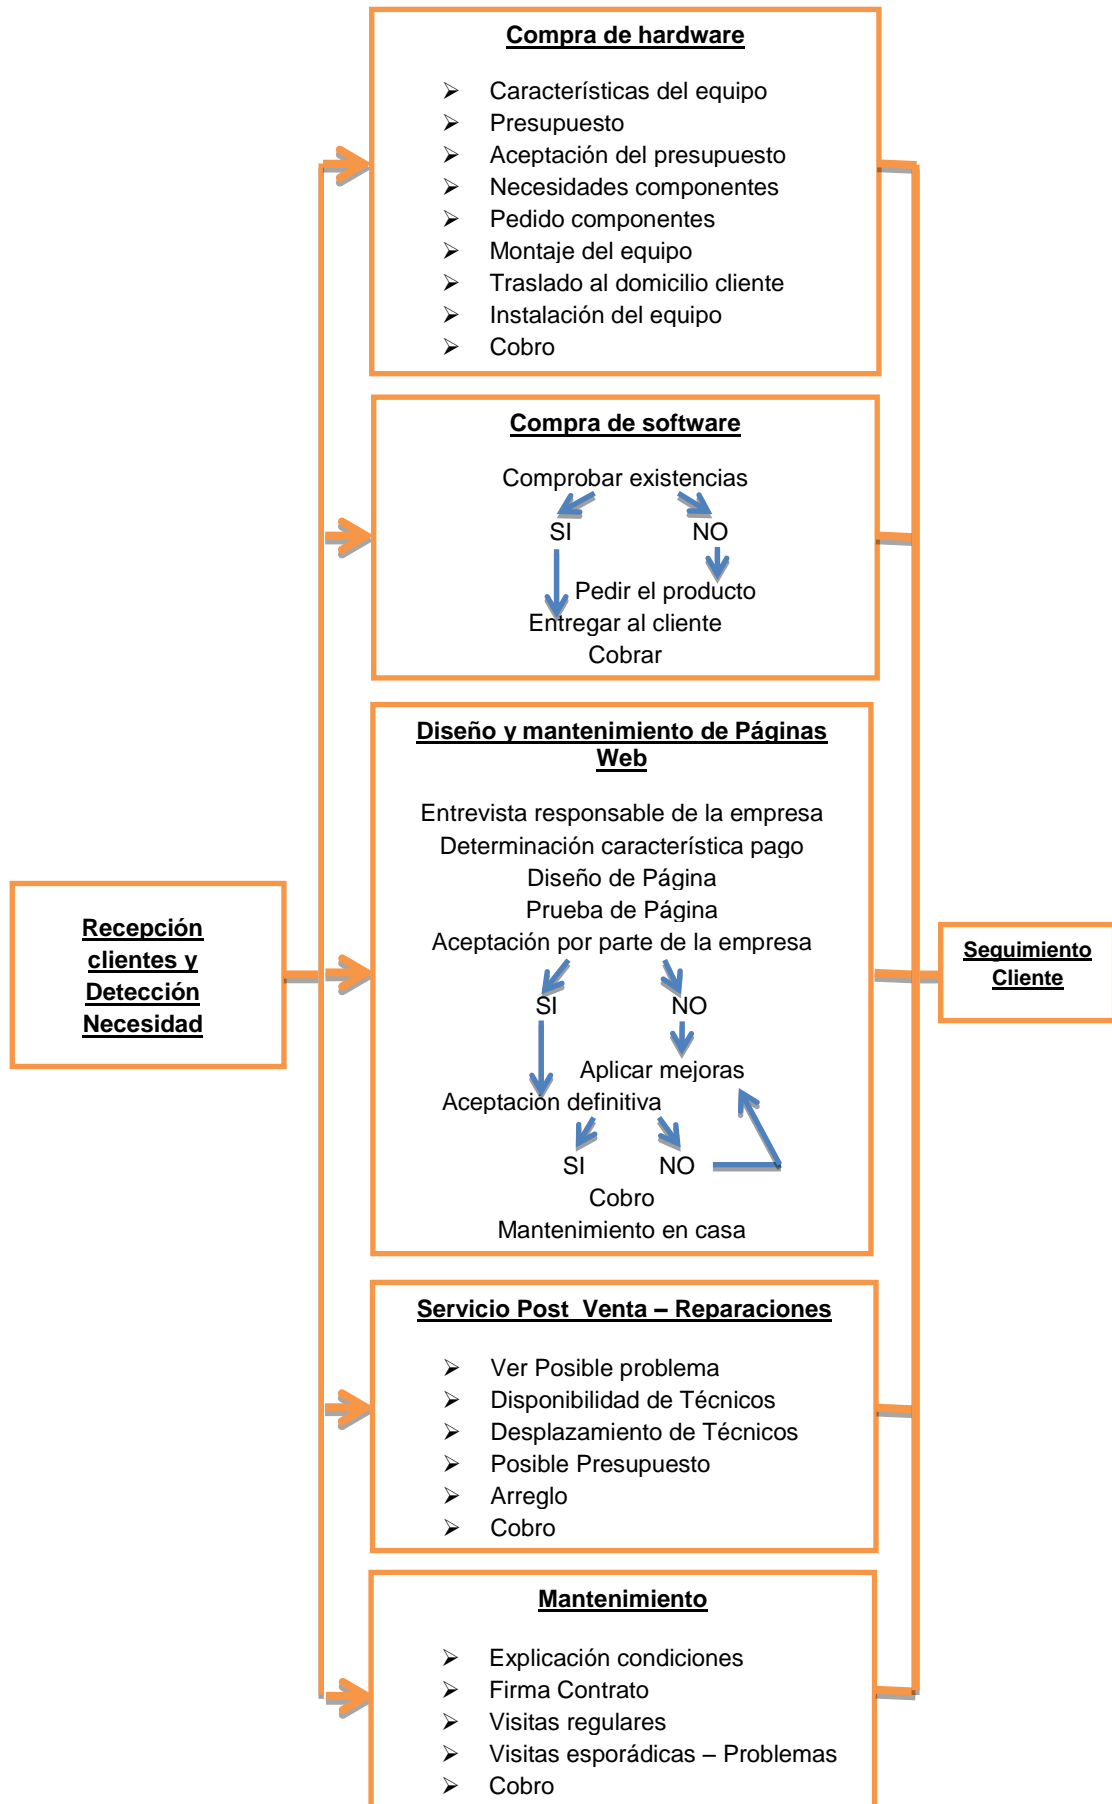 Compra de hardware
➢ Características del equipo
➢ Presupuesto
➢ Aceptación del presupuesto
➢ Necesidades componentes
➢ Pedido componentes
➢ Montaje del equipo
➢ Traslado al domicilio cliente
➢ Instalación del equipo
➢ Cobro
Compra de software
Comprobar existencias
SI NO
Pedir el producto
Entregar al cliente
Cobrar
Diseño y mantenimiento de Páginas
Web
Entrevista responsable de la empresa
Determinación característica pago
Diseño de Página
Prueba de Página
Aceptación por parte de la empresa
SI NO
Aplicar mejoras
Aceptación definitiva
SI NO
Cobro
Mantenimiento en casa
Recepción
clientes y
Detección
Necesidad
Seguimiento
Cliente
Servicio Post Venta – Reparaciones
➢ Ver Posible problema
➢ Disponibilidad de Técnicos
➢ Desplazamiento de Técnicos
➢ Posible Presupuesto
➢ Arreglo
➢ Cobro
Mantenimiento
➢ Explicación condiciones
➢ Firma Contrato
➢ Visitas regulares
➢ Visitas esporádicas – Problemas
➢ Cobro